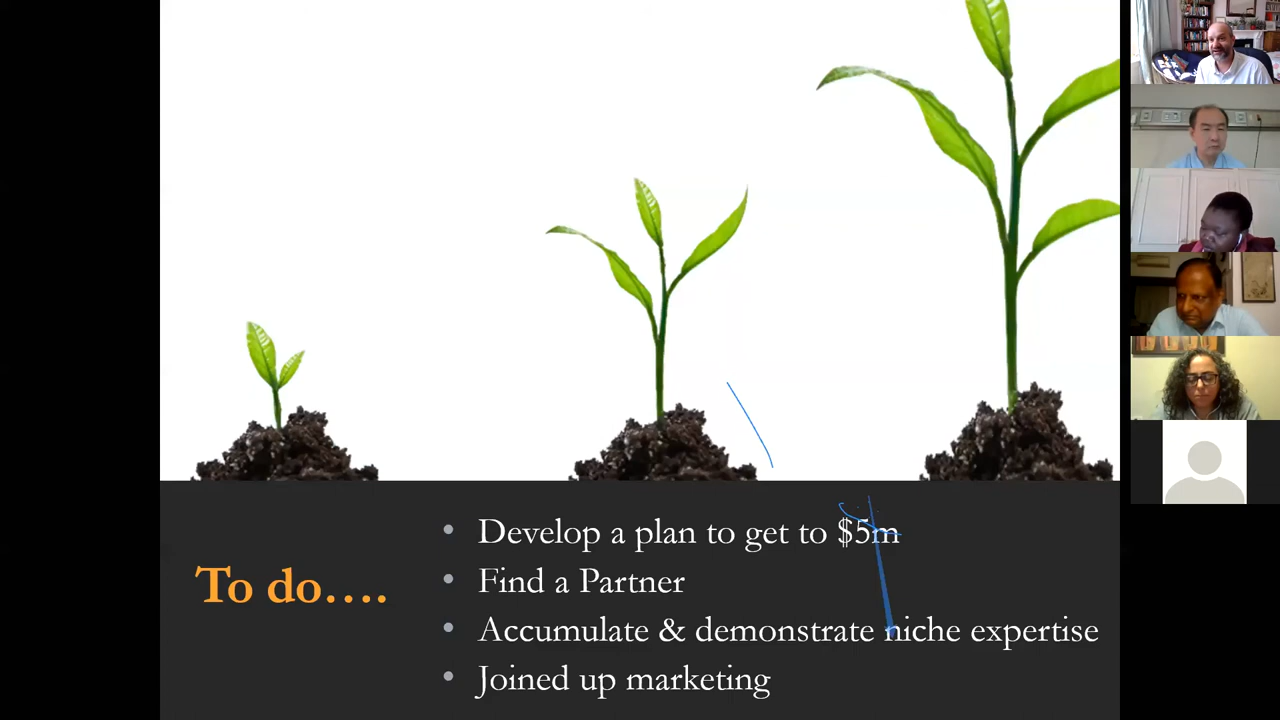 To do….
• Develop a plan to get to $5m
• Find a Partner
• Accumulate & demonstrate niche expertise
• Joined up marketing